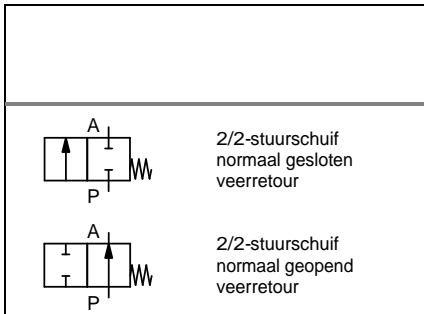 A
2/2-stuurschuif
normaal gesloten
veerretour
P
A
2/2-stuurschuif
normaal geopend
veerretour
P